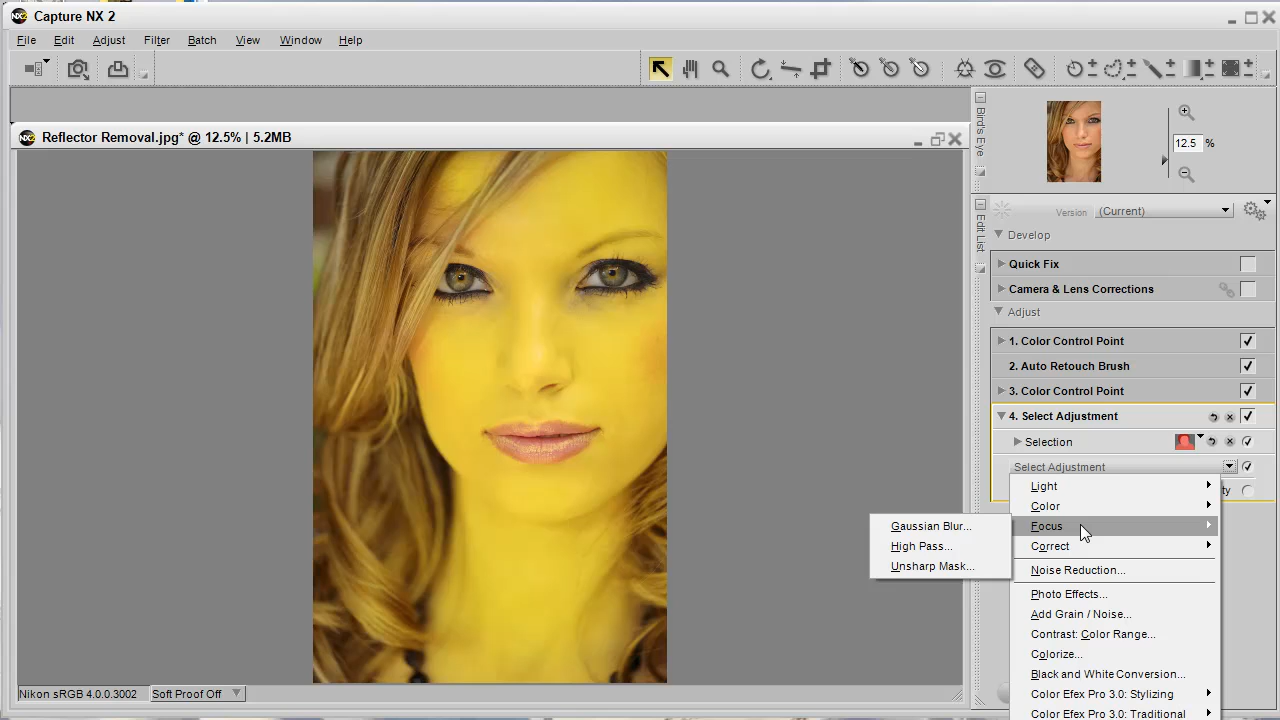 NX2 Capture NX 2
File Edit Adjust Filter Batch View Window Help
NX2 Reflector Removal.jpg* @ 12.5% | 5.2MB
Bird's Eye
12.5 %
Edit List
Version (Current)
Develop
Quick Fix
Camera & Lens Corrections
Adjust
1. Color Control Point
2. Auto Retouch Brush
3. Color Control Point
4. Select Adjustment
Selection
Select Adjustment
Light
Color
Focus
Correct
Noise Reduction...
Photo Effects...
Add Grain / Noise...
Contrast: Color Range...
Colorize...
Black and White Conversion...
Color Efex Pro 3.0: Stylizing
Color Efex Pro 3.0: Traditional
Gaussian Blur...
High Pass...
Unsharp Mask...
Nikon sRGB 4.0.0.3002 Soft Proof Off